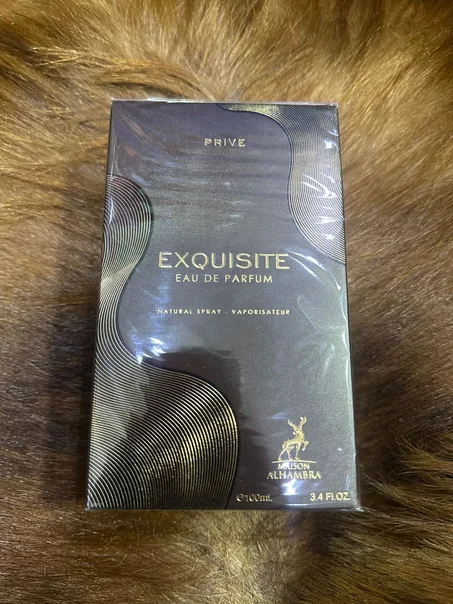 PRIVE
EXQUISITE
EAU DE PARFUM
NATURAL SPRAY - VAPORISATEUR
MAISON
ALHAMBRA
℮100ml. 3.4 Fl.OZ.